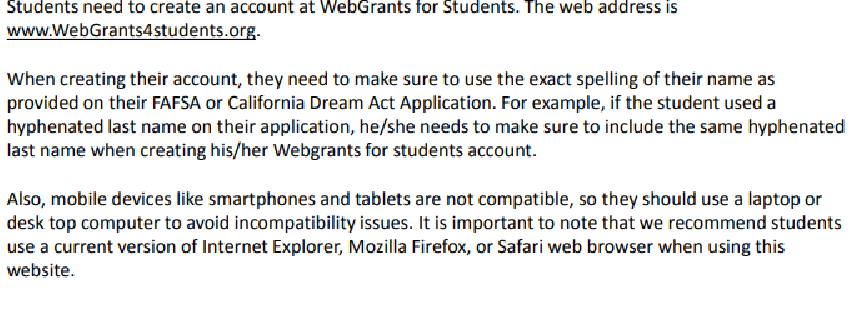 Students need to create an account at WebGrants for Students. The web address is
www.WebGrants4students.org.
When creating their account, they need to make sure to use the exact spelling of their name as
provided on their FAFSA or California Dream Act Application. For example, if the student used a
hyphenated last name on their application, he/she needs to make sure to include the same hyphenated
last name when creating his/her Webgrants for students account.
Also, mobile devices like smartphones and tablets are not compatible, so they should use a laptop or
desk top computer to avoid incompatibility issues. It is important to note that we recommend students
use a current version of Internet Explorer, Mozilla Firefox, or Safari web browser when using this
website.